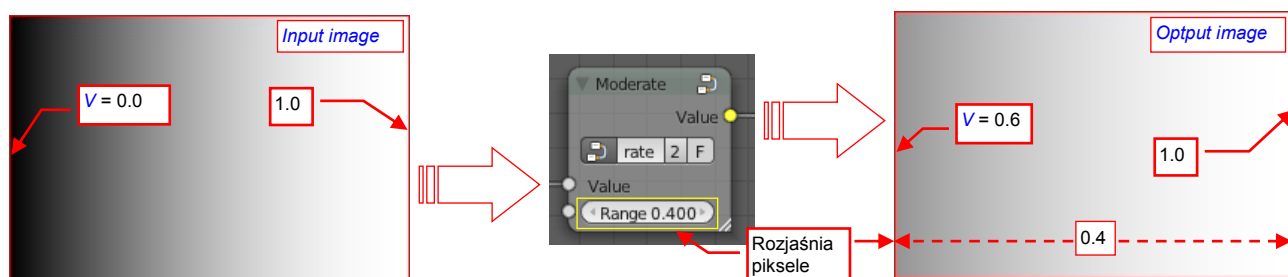 Input image
V = 0.0
1.0
Moderate
Value
rate 2 F
Value
Range 0.400
Rozjaśnia
piksele
Optput image
V = 0.6
1.0
0.4